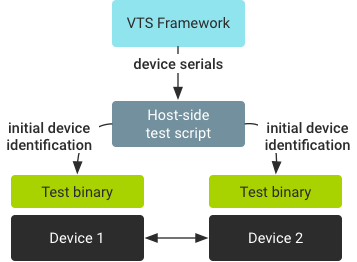 VTS Framework
device serials
Host-side
test script
initial device
identification
initial device
identification
Test binary
Test binary
Device 1
Device 2